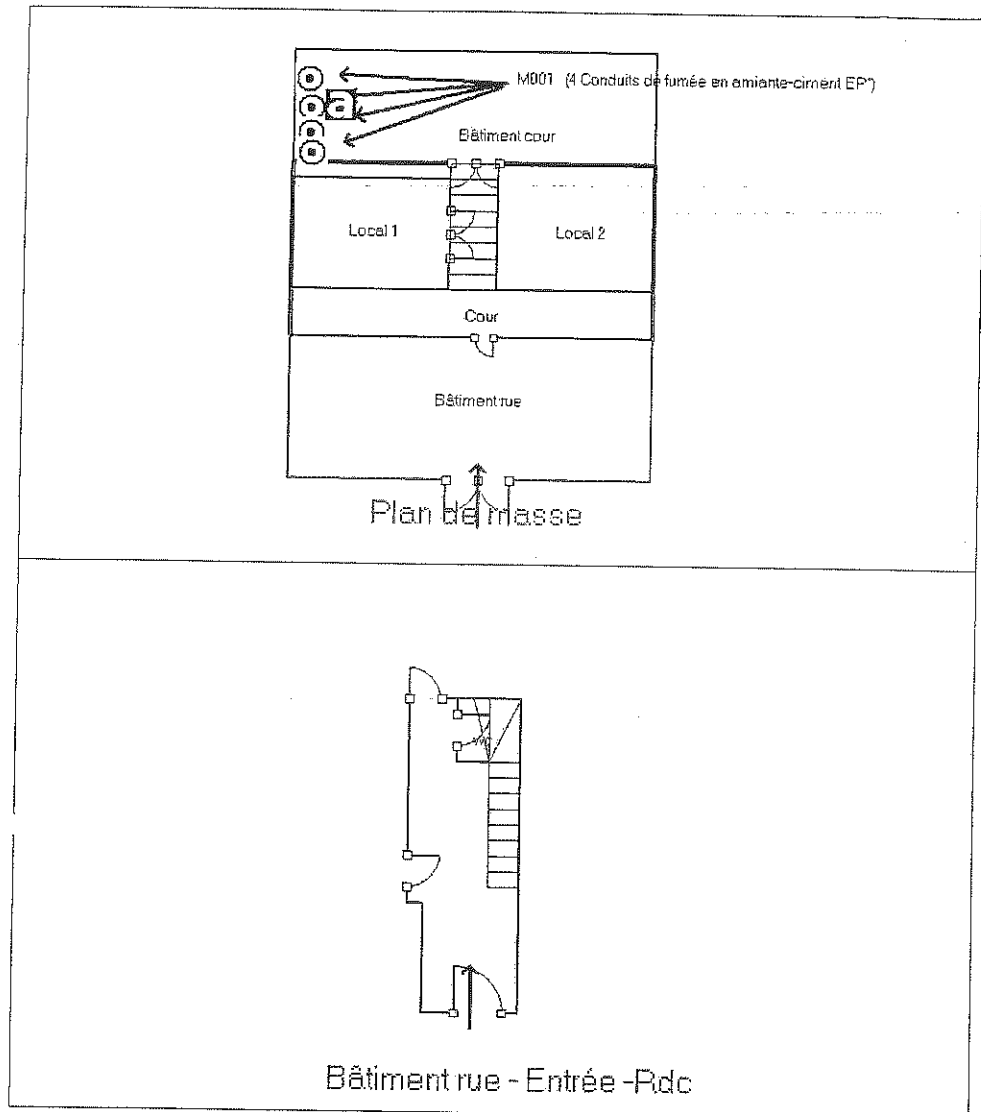 M001 (4 Conduits de fumée en amiante-ciment EP*)
a
Bâtiment cour
Local 1
Local 2
Cour
Bâtiment rue
Plan de masse
WC
Bâtiment rue - Entrée -Rdc